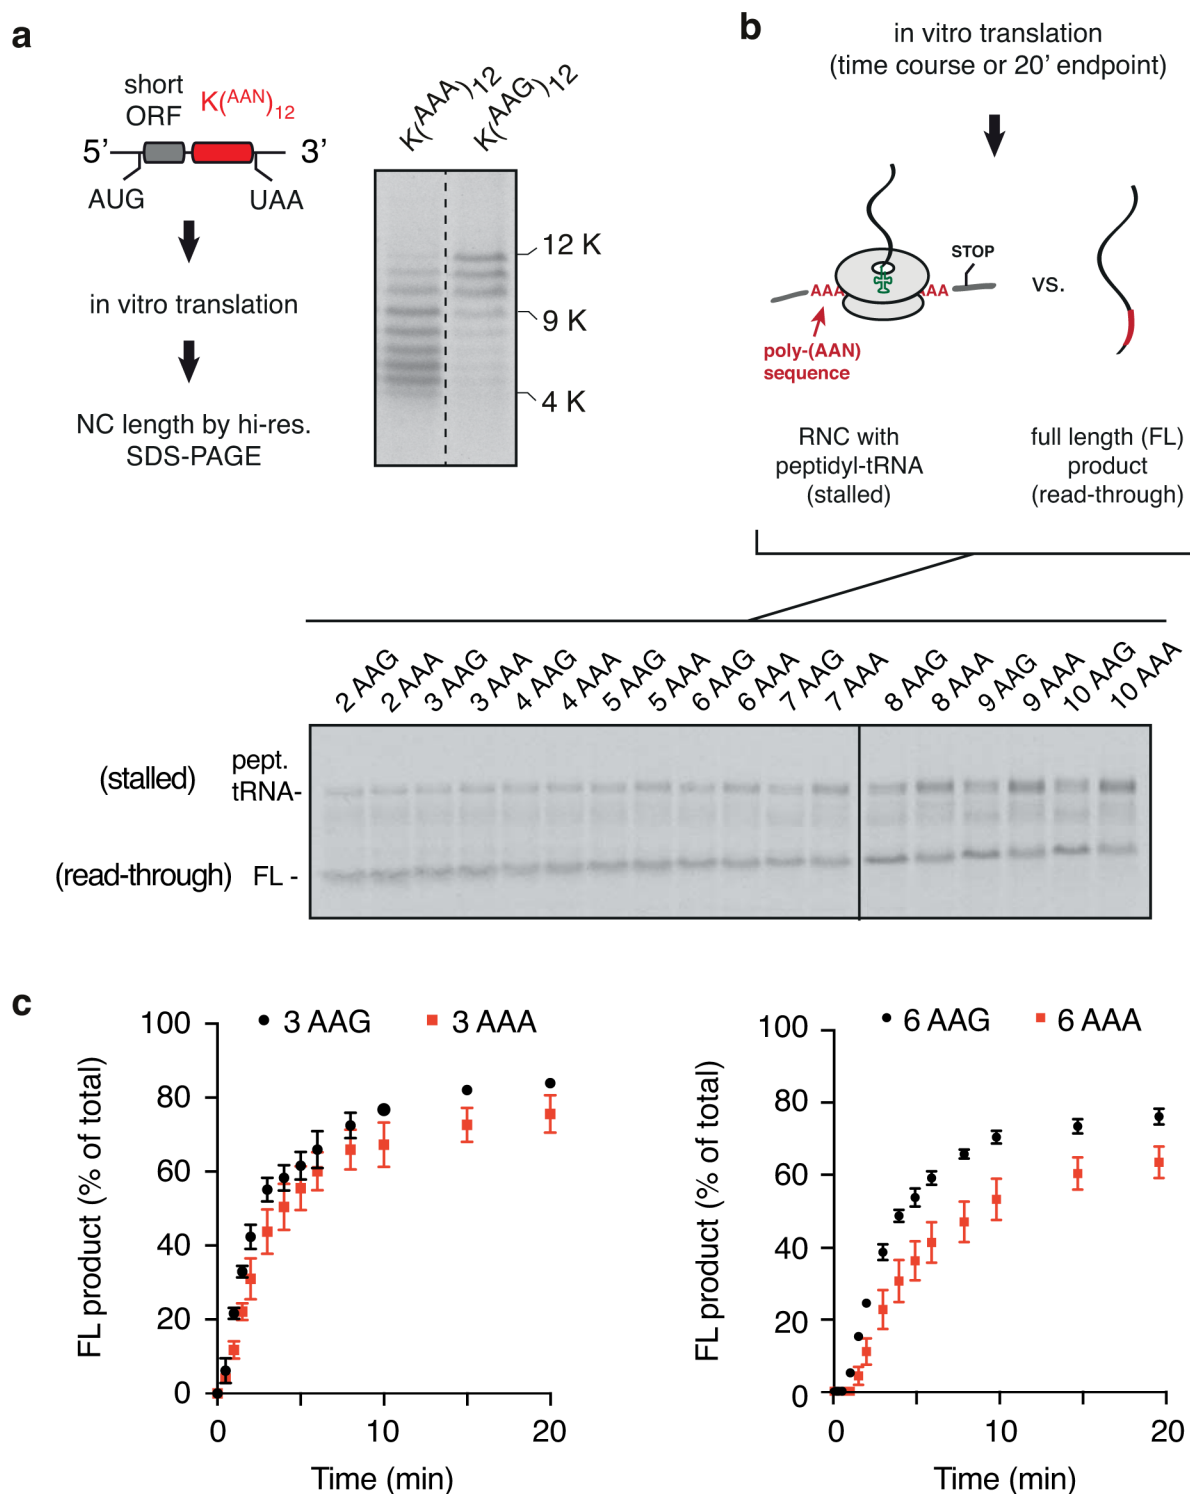 a
short
ORF
K(AAN)12
5’
3’
AUG
UAA
in vitro translation
NC length by hi-res.
SDS-PAGE
K(AAA)12
K(AAG)12
12 K
9 K
4 K
b
in vitro translation
(time course or 20’ endpoint)
AAA
AAA
STOP
vs.
poly-(AAN)
sequence
RNC with
peptidyl-tRNA
(stalled)
full length (FL)
product
(read-through)
2 AAG
2 AAA
3 AAG
3 AAA
4 AAG
4 AAA
5 AAG
5 AAA
6 AAG
6 AAA
7 AAG
7 AAA
8 AAG
8 AAA
9 AAG
9 AAA
10 AAG
10 AAA
(stalled)
pept.
tRNA-
(read-through)
FL -
c
3 AAG
3 AAA
FL product (% of total)
100
80
60
40
20
0
0
10
20
Time (min)
6 AAG
6 AAA
FL product (% of total)
100
80
60
40
20
0
0
10
20
Time (min)